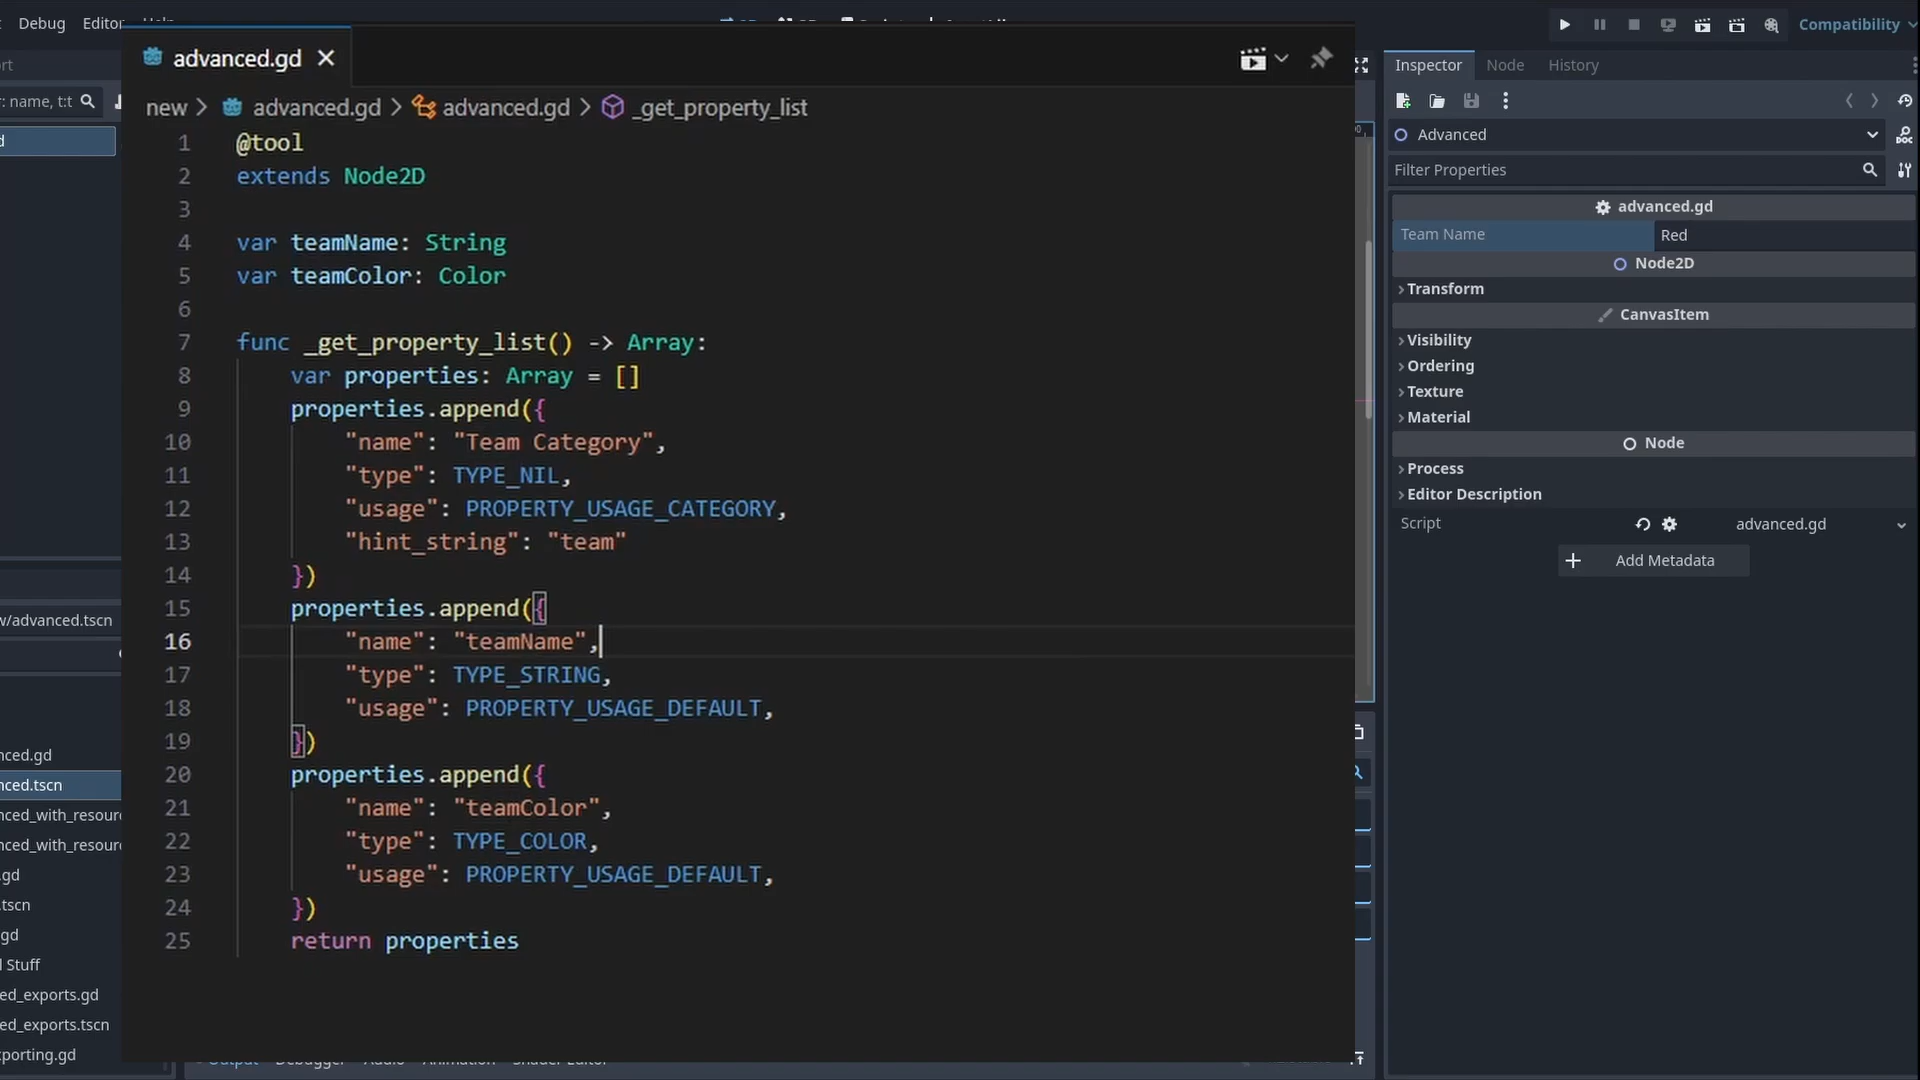 Debug
advanced.gd
new > advanced.gd > advanced.gd > _get_property_list
1 @tool
2 extends Node2D
3
4 var teamName: String
5 var teamColor: Color
6
7 func _get_property_list() -> Array:
8 var properties: Array = []
9 properties.append({
10 "name": "Team Category",
11 "type": TYPE_NIL,
12 "usage": PROPERTY_USAGE_CATEGORY,
13 "hint_string": "team"
14 })
15 properties.append({
16 "name": "teamName",
17 "type": TYPE_STRING,
18 "usage": PROPERTY_USAGE_DEFAULT,
19 })
20 properties.append({
21 "name": "teamColor",
22 "type": TYPE_COLOR,
23 "usage": PROPERTY_USAGE_DEFAULT,
24 })
25 return properties
: name, t:t
w/advanced.tscn
nced.gd
nced.tscn
nced_with_resour
nced_with_resour
.gd
.tscn
gd
l Stuff
ed_exports.gd
ed_exports.tscn
porting.gd
Compatibility
Inspector Node History
Advanced
Filter Properties
advanced.gd
Team Name Red
Node2D
Transform
CanvasItem
Visibility
Ordering
Texture
Material
Node
Process
Editor Description
Script advanced.gd
+ Add Metadata